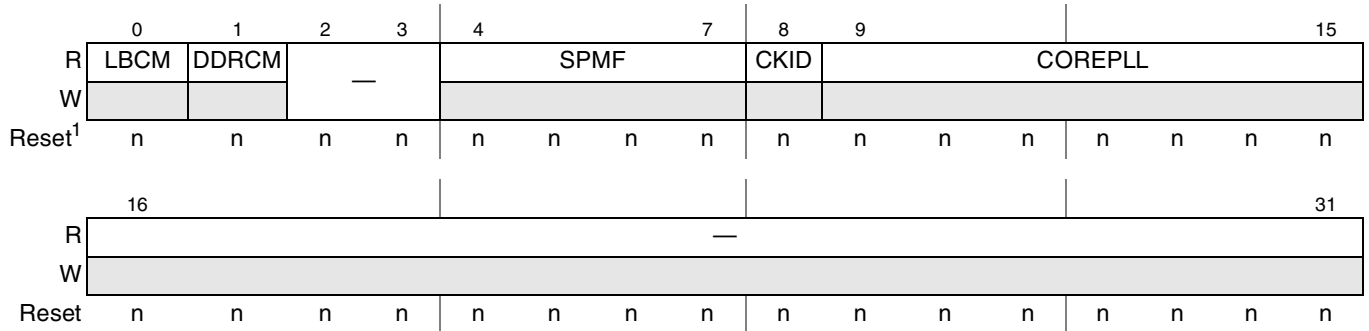 0 1 2 3 4 7 8 9 15
R LBCM DDRCM — SPMF CKID COREPLL
W
Reset1 n n n n n n n n n n n n n n n n
16 31
R —
W
Reset n n n n n n n n n n n n n n n n